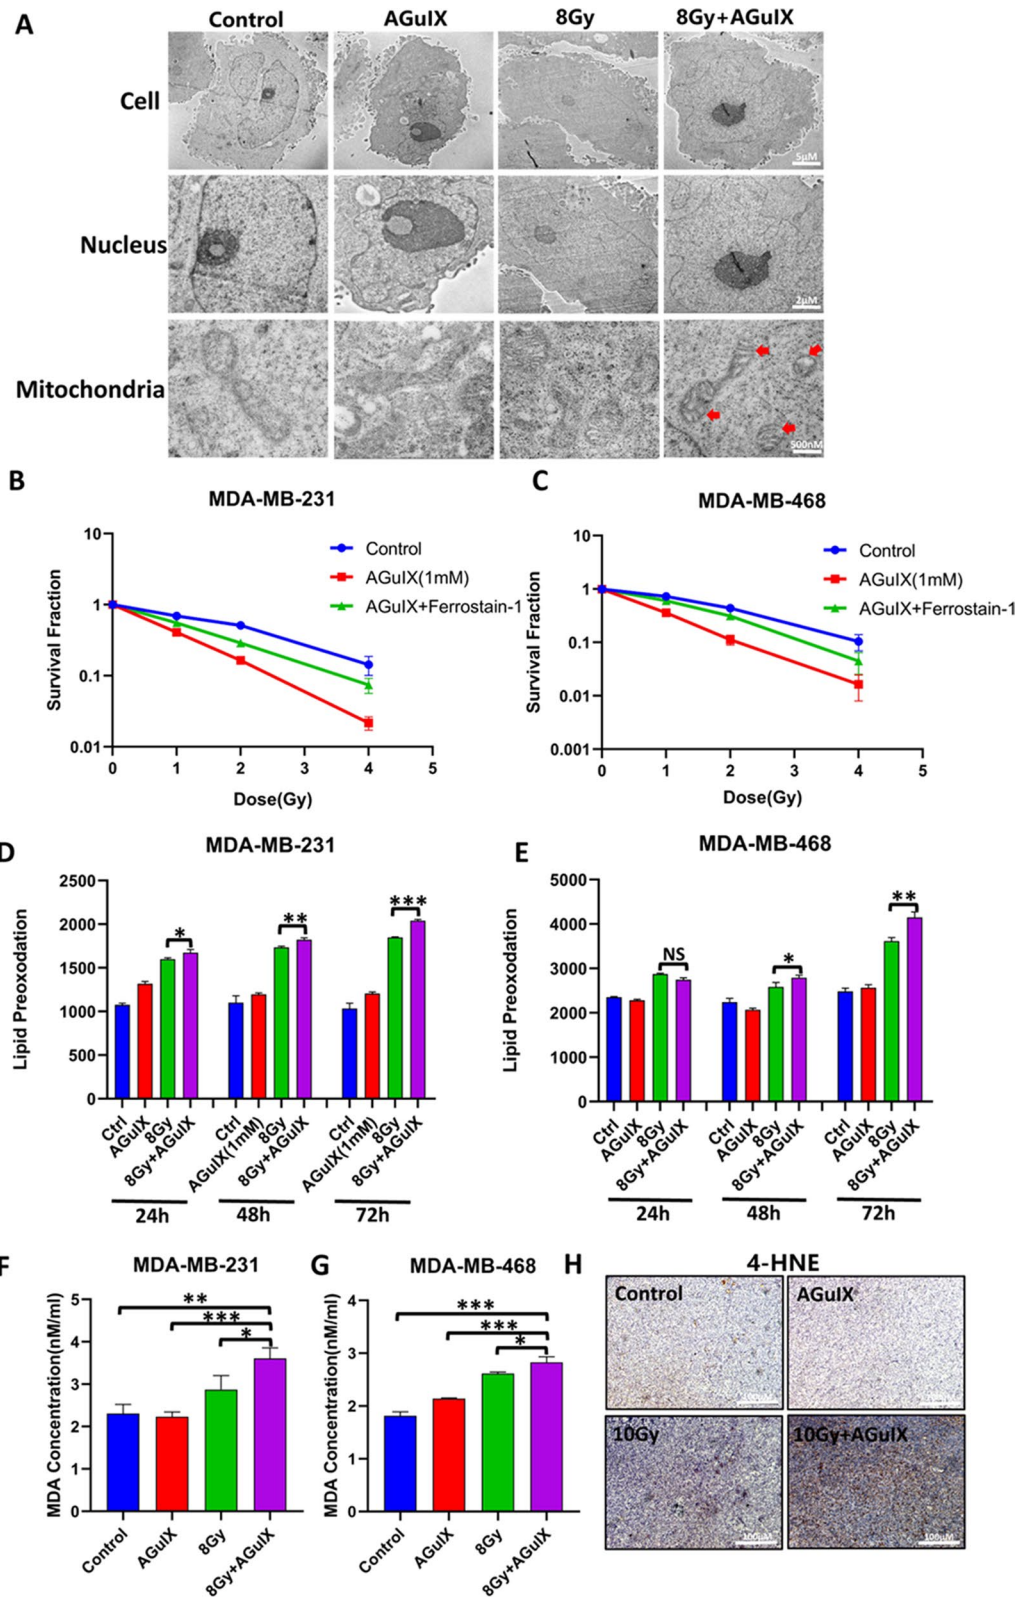 A
Control
AGuIX
8Gy
8Gy+AGuIX
Cell
5μM
Nucleus
2μM
Mitochondria
500nM
B
MDA-MB-231
Survival Fraction
10
1
0.1
0.01
0
1
2
3
4
5
Dose(Gy)
Control
AGuIX(1mM)
AGuIX+Ferrostain-1
C
MDA-MB-468
Survival Fraction
10
1
0.1
0.01
0.001
0
1
2
3
4
5
Dose(Gy)
Control
AGuIX(1mM)
AGuIX+Ferrostain-1
D
MDA-MB-231
Lipid Preoxodation
2500
2000
1500
1000
500
0
*
**
***
Ctrl
AGuIX
8Gy
8Gy+AGuIX
Ctrl
AGuIX(1mM)
8Gy
8Gy+AGuIX
Ctrl
AGuIX(1mM)
8Gy
8Gy+AGuIX
24h
48h
72h
E
MDA-MB-468
Lipid Preoxodation
5000
4000
3000
2000
1000
0
NS
*
**
Ctrl
AGuIX
8Gy
8Gy+AGuIX
Ctrl
AGuIX
8Gy
8Gy+AGuIX
Ctrl
AGuIX
8Gy
8Gy+AGuIX
24h
48h
72h
F
MDA-MB-231
MDA Concentration(nM/ml)
5
4
3
2
1
0
**
***
*
Control
AGuIX
8Gy
8Gy+AGuIX
G
MDA-MB-468
MDA Concentration(nM/ml)
4
3
2
1
0
***
***
*
Control
AGuIX
8Gy
8Gy+AGuIX
H
4-HNE
Control
AGuIX
10Gy
100μM
10Gy+AGuIX
100μM